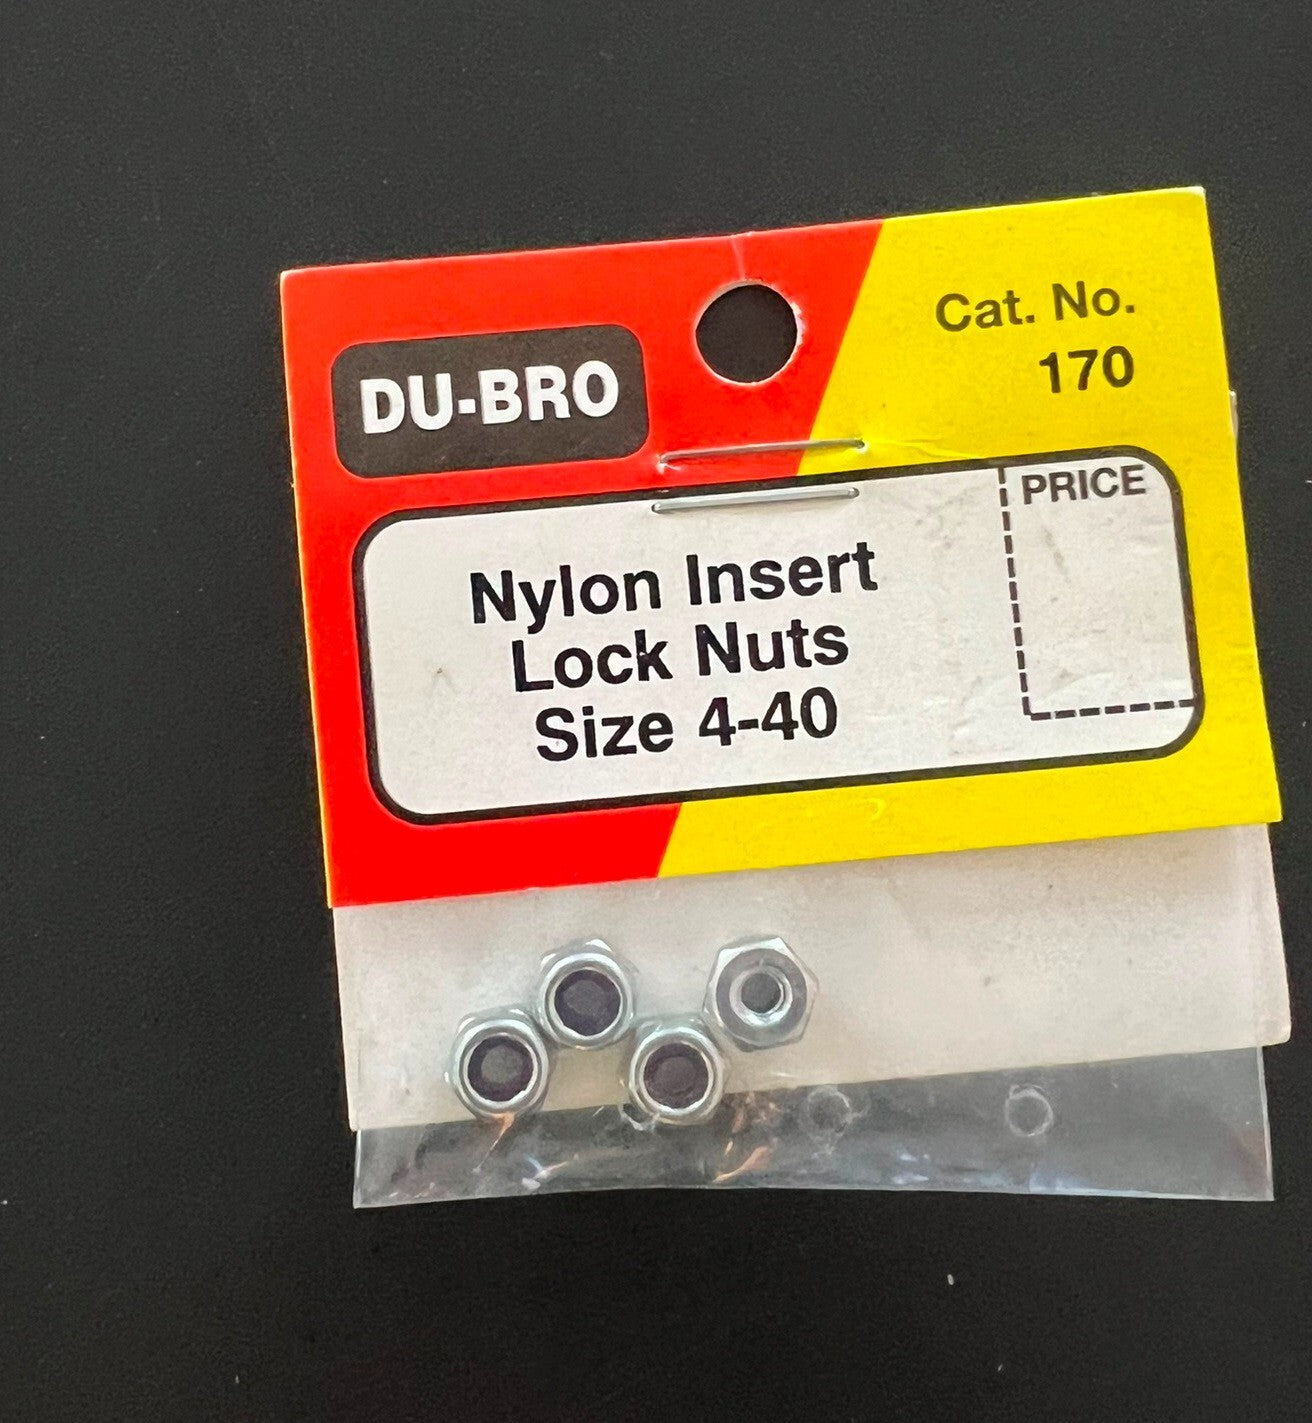 DU-BRO
Cat. No.
170
PRICE
Nylon Insert
Lock Nuts
Size 4-40